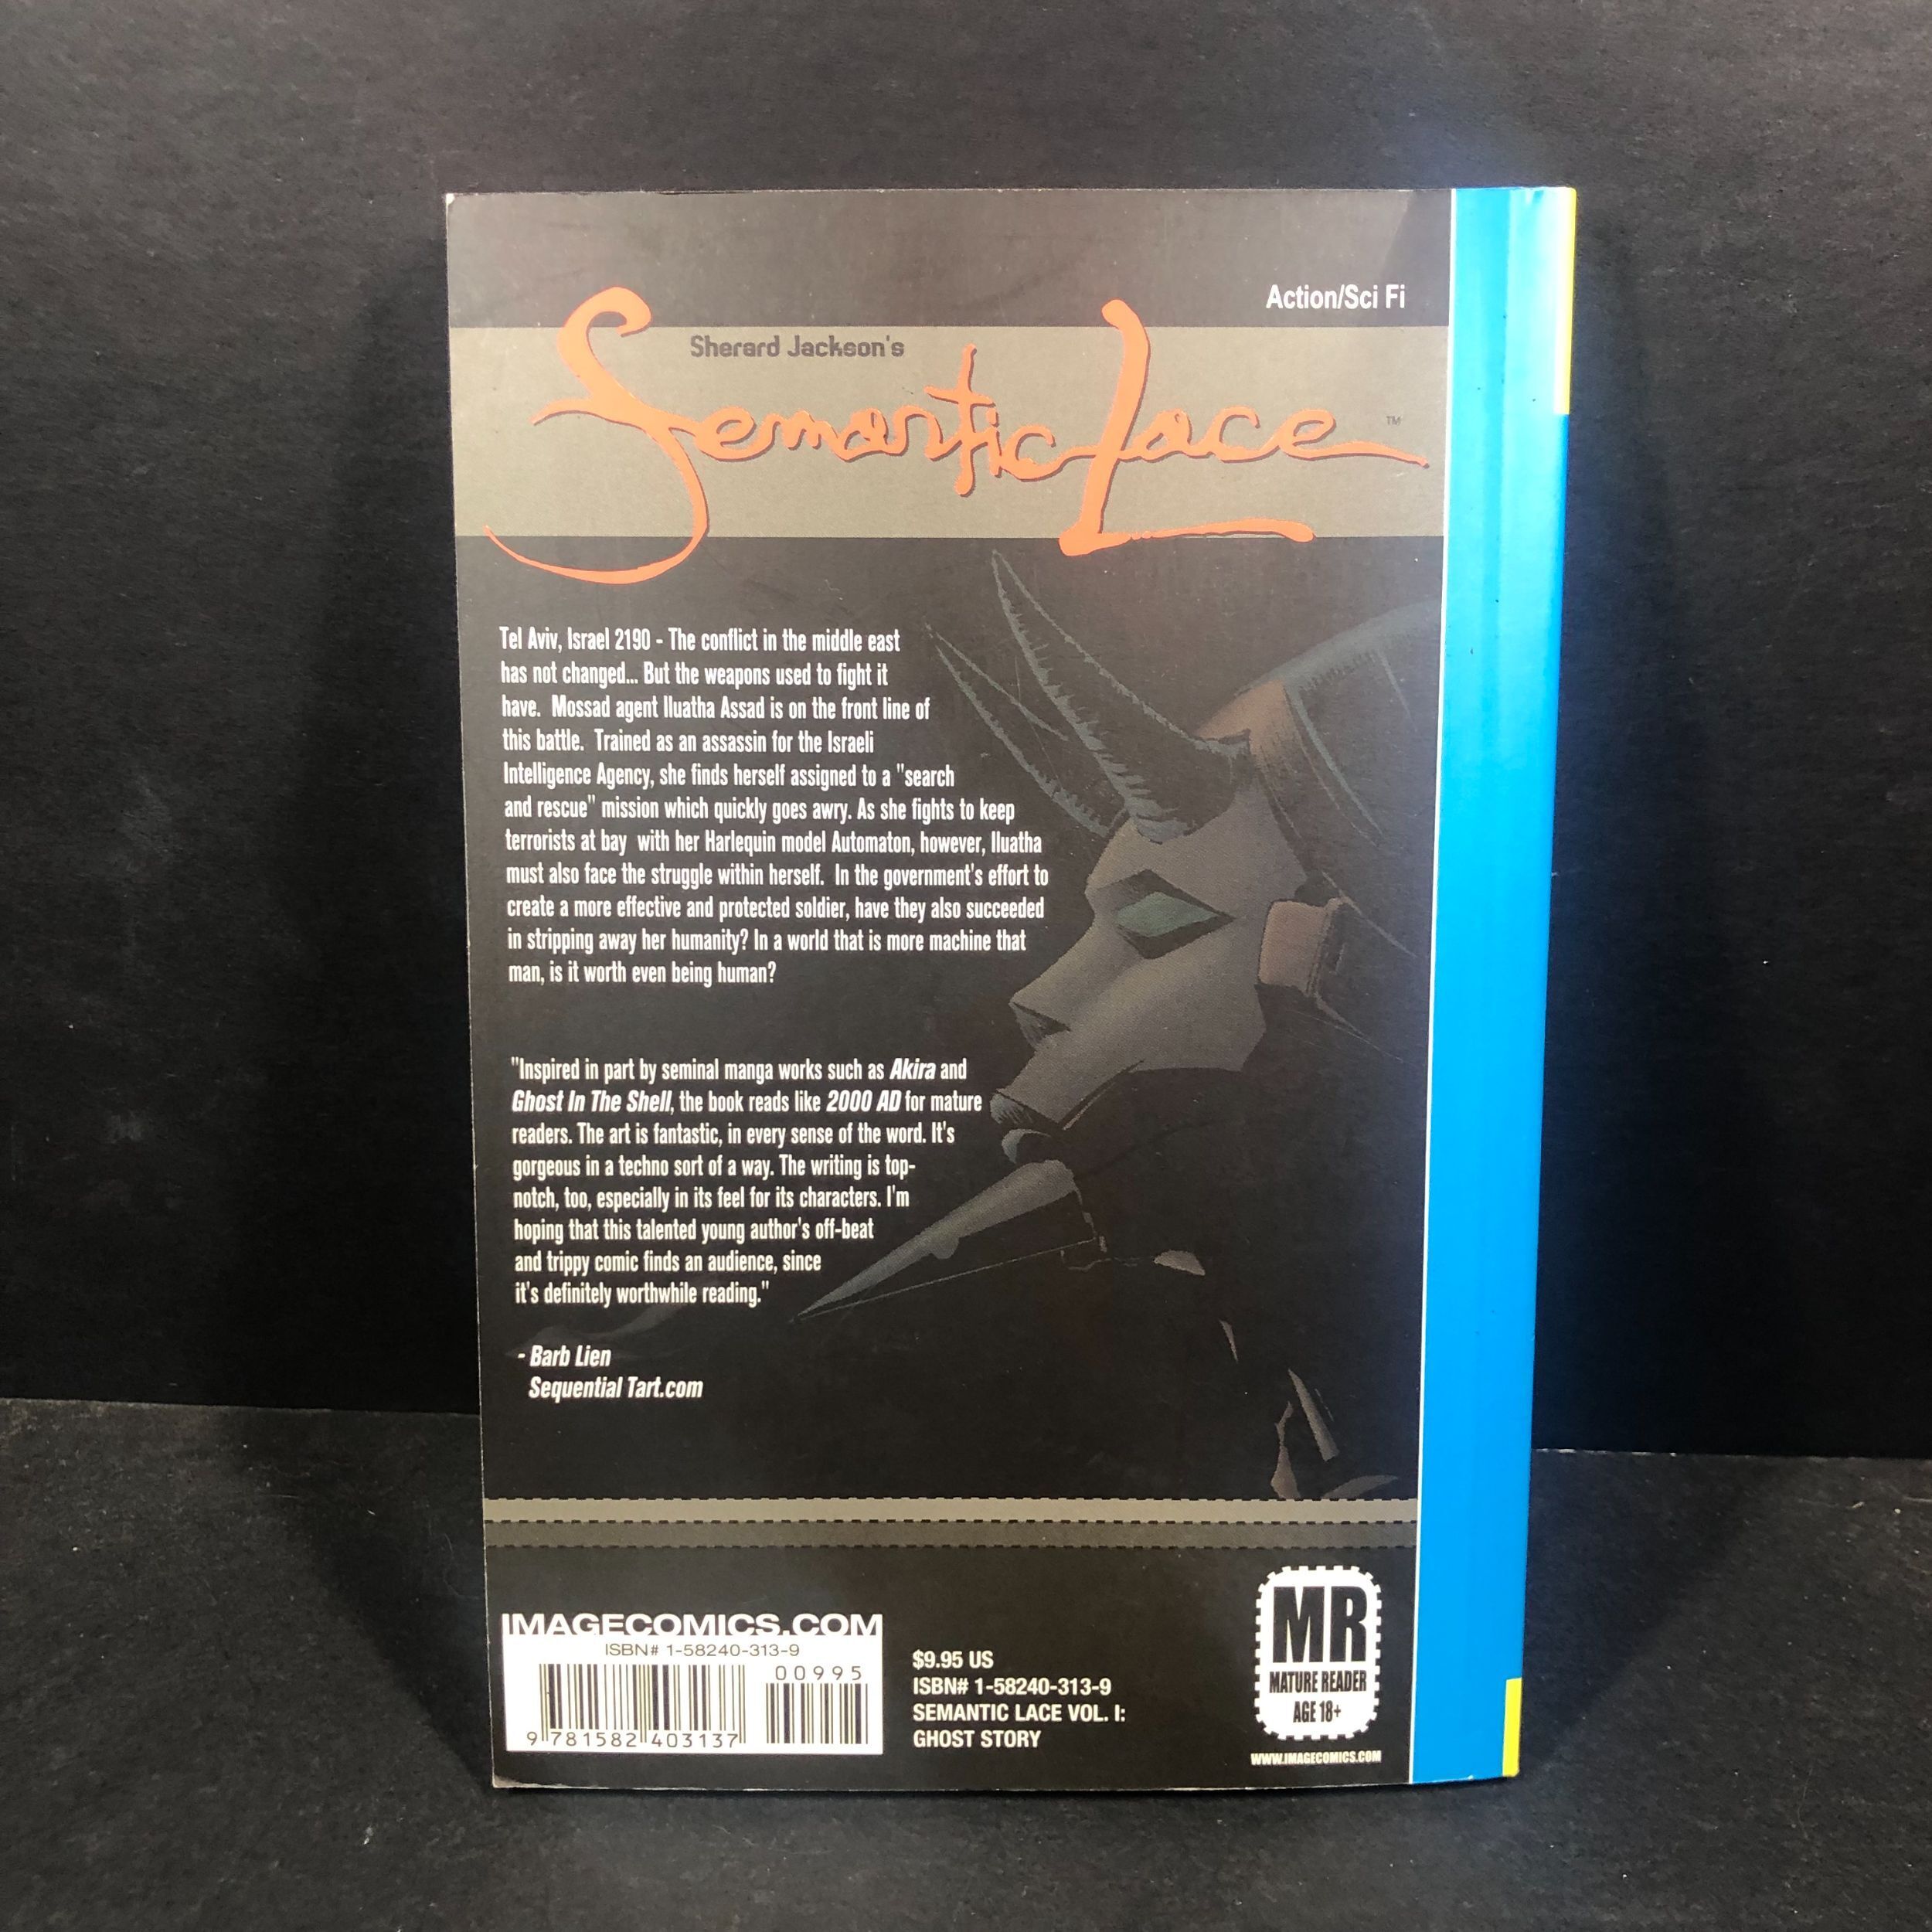 Action/Sci Fi
Sherard Jackson's
Semantic Lace ™
Tel Aviv, Israel 2190 - The conflict in the middle east
has not changed... But the weapons used to fight it
have. Mossad agent Iluatha Assad is on the front line of
this battle. Trained as an assassin for the Israeli
Intelligence Agency, she finds herself assigned to a "search
and rescue" mission which quickly goes awry. As she fights to keep
terrorists at bay with her Harlequin model Automaton, however, Iluatha
must also face the struggle within herself. In the government's effort to
create a more effective and protected soldier, have they also succeeded
in stripping away her humanity? In a world that is more machine that
man, is it worth even being human?
"Inspired in part by seminal manga works such as Akira and
Ghost In The Shell, the book reads like 2000 AD for mature
readers. The art is fantastic, in every sense of the word. It's
gorgeous in a techno sort of a way. The writing is top-
notch, too, especially in its feel for its characters. I'm
hoping that this talented young author's off-beat
and trippy comic finds an audience, since
it's definitely worthwhile reading."
- Barb Lien
Sequential Tart.com
IMAGECOMICS.COM
ISBN# 1-58240-313-9
00995
9 781582 403137
$9.95 US
ISBN# 1-58240-313-9
SEMANTIC LACE VOL. I:
GHOST STORY
MR
MATURE READER
AGE 18+
WWW.IMAGECOMICS.COM